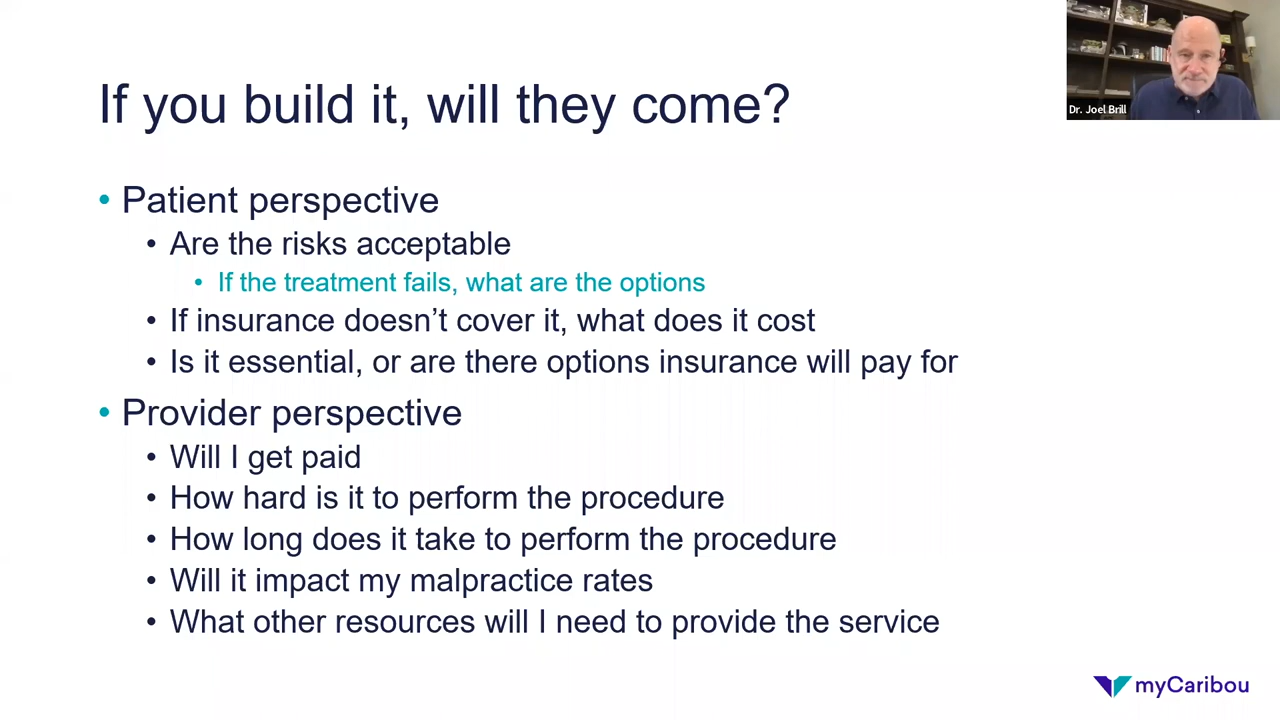 If you build it, will they come?
Dr. Joel Brill
• Patient perspective
• Are the risks acceptable
• If the treatment fails, what are the options
• If insurance doesn’t cover it, what does it cost
• Is it essential, or are there options insurance will pay for
• Provider perspective
• Will I get paid
• How hard is it to perform the procedure
• How long does it take to perform the procedure
• Will it impact my malpractice rates
• What other resources will I need to provide the service
myCaribou